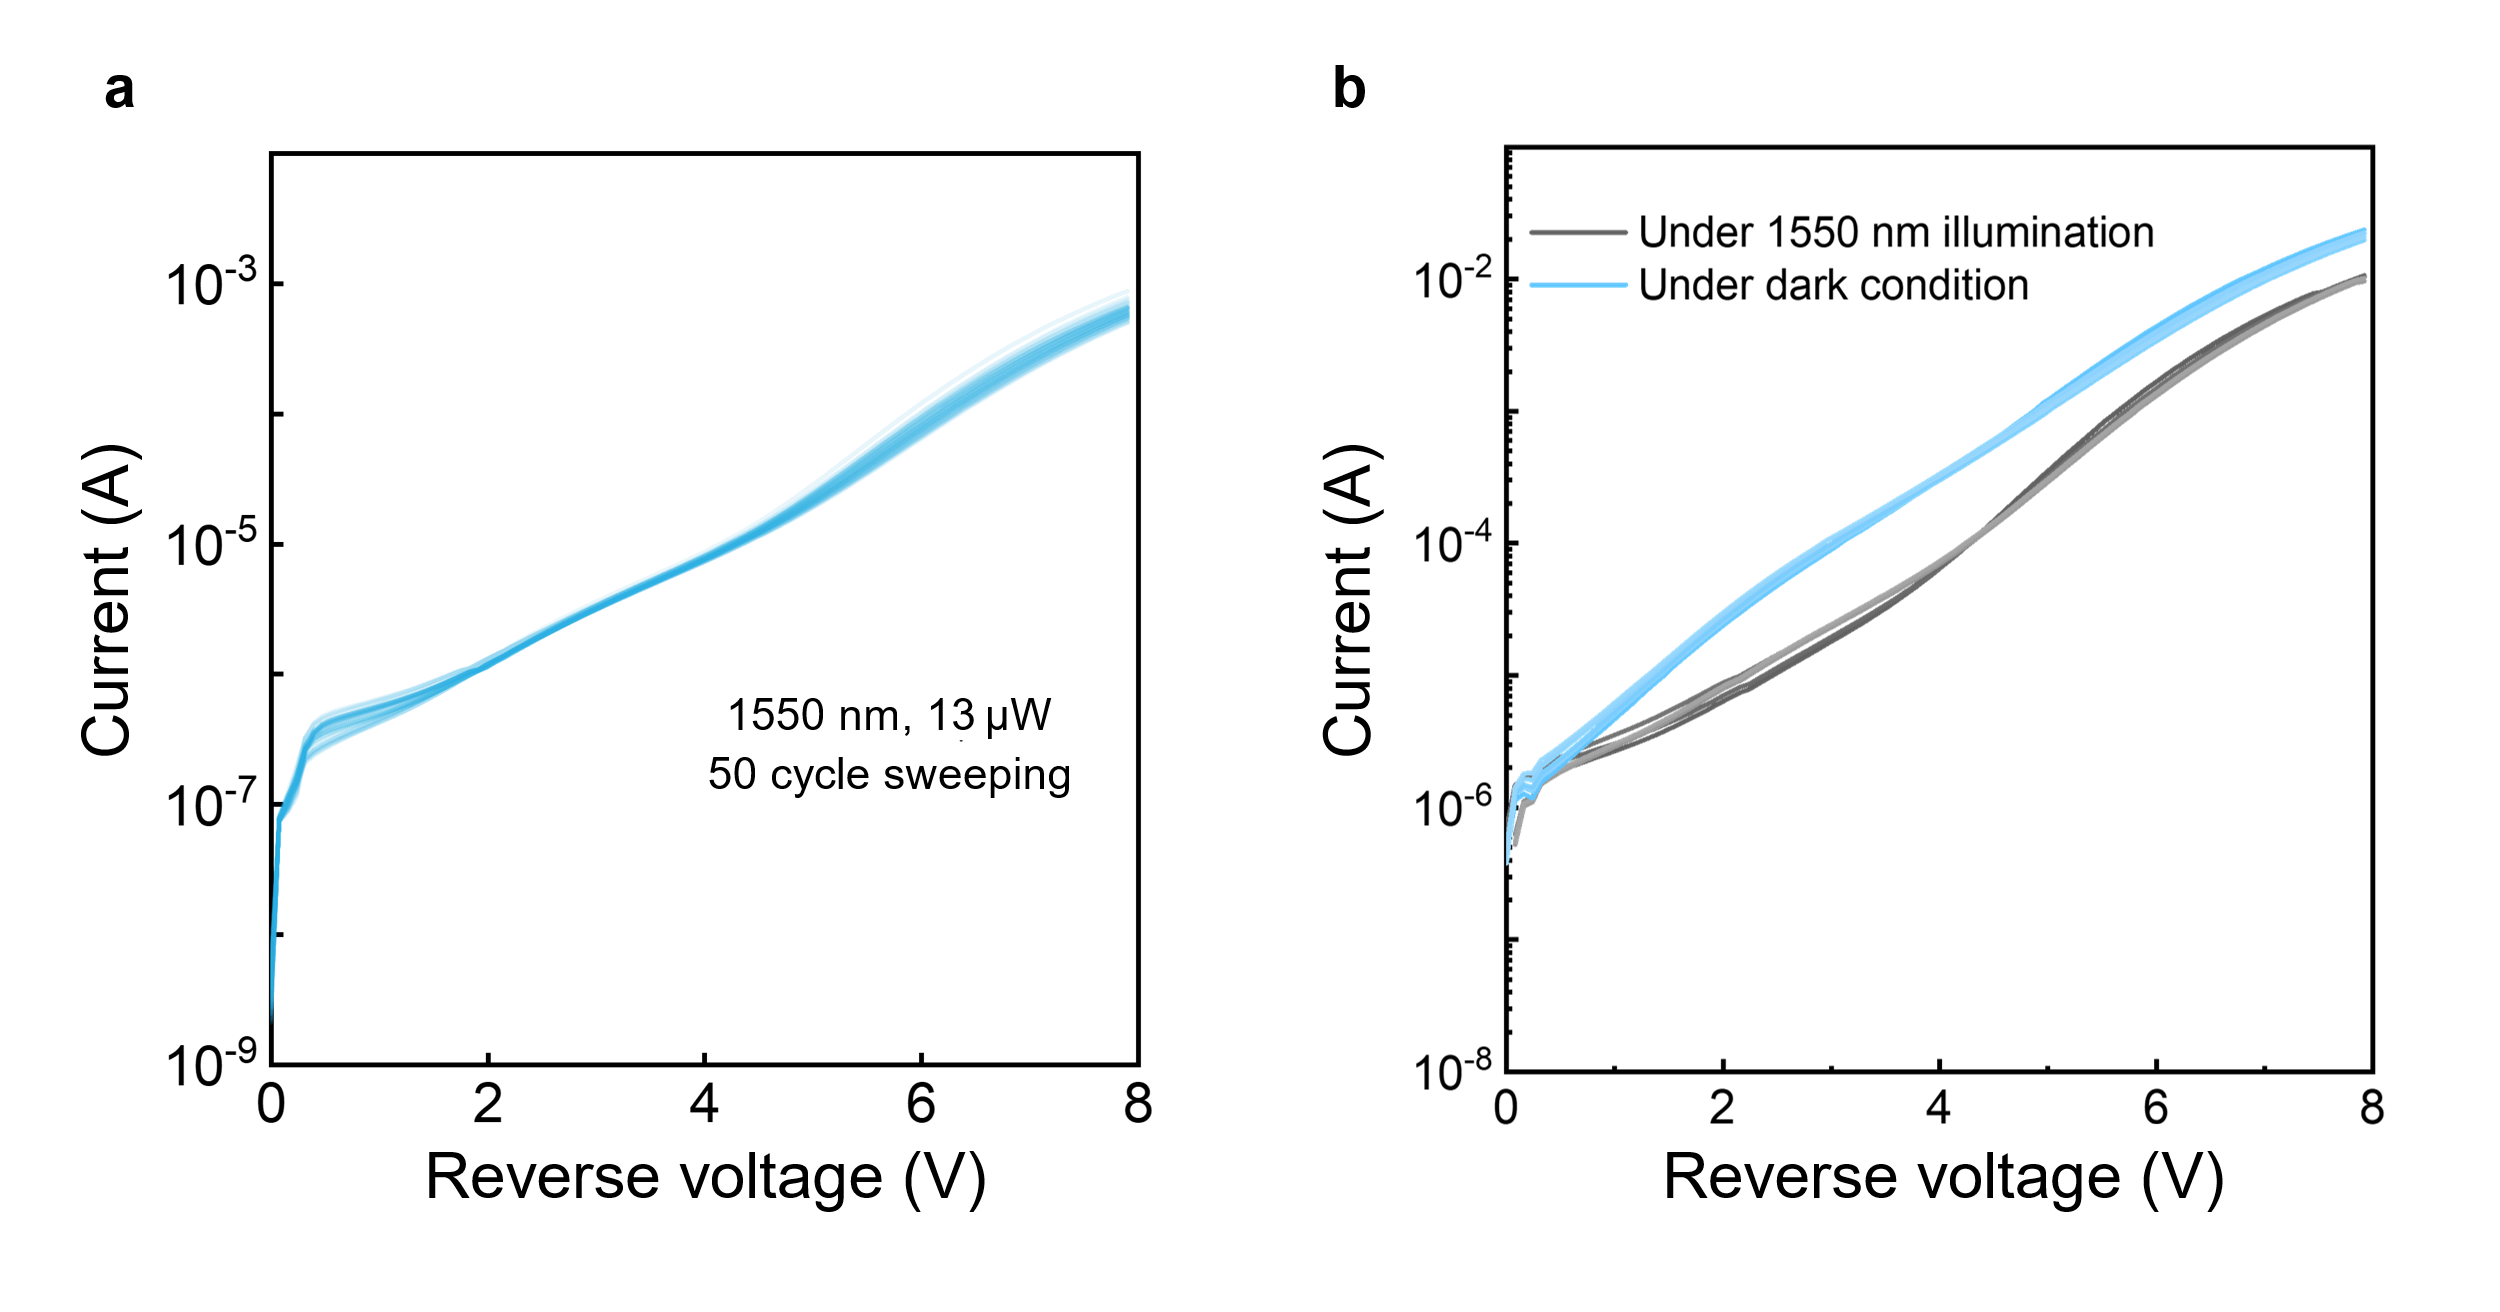 a
10⁻³
10⁻⁵
10⁻⁷
10⁻⁹
Current (A)
1550 nm, 13 µW
50 cycle sweeping
0 2 4 6 8
Reverse voltage (V)
b
Under 1550 nm illumination
Under dark condition
10⁻²
10⁻⁴
10⁻⁶
10⁻⁸
Current (A)
0 2 4 6 8
Reverse voltage (V)